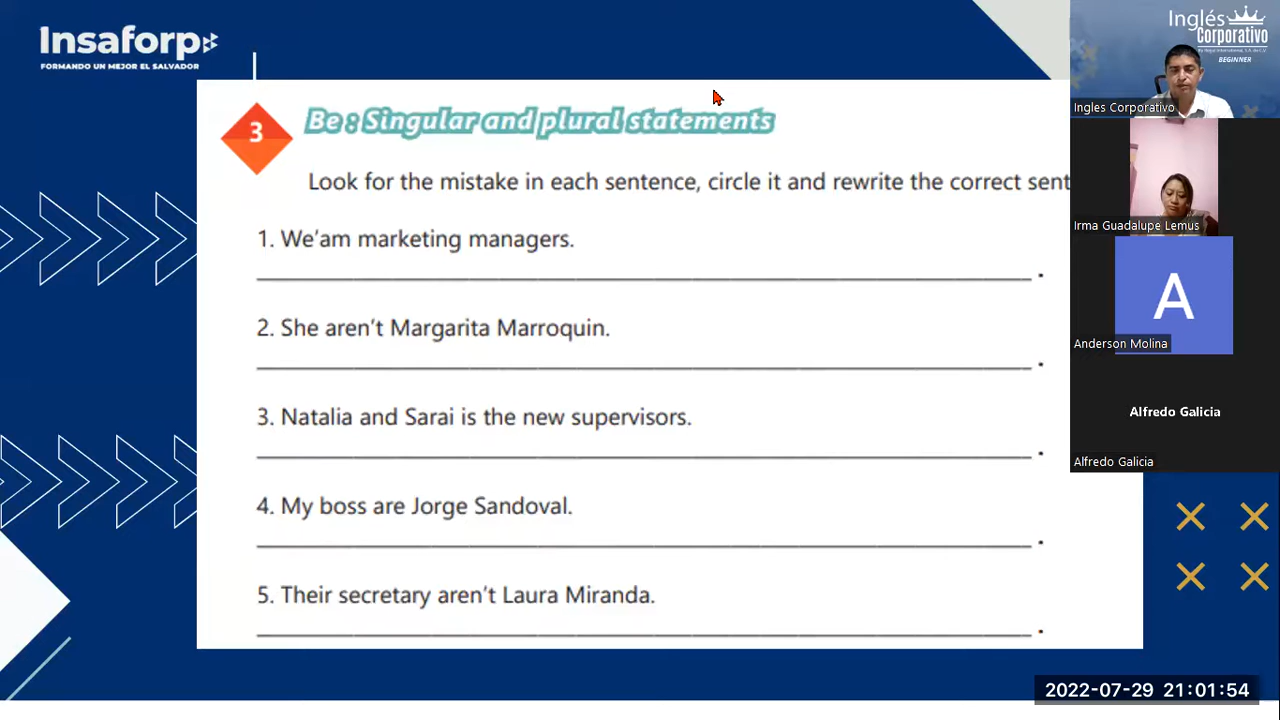 Insaforp
FORMANDO UN MEJOR EL SALVADOR
3
Be : Singular and plural statements
Look for the mistake in each sentence, circle it and rewrite the correct sent
1. We'am marketing managers.
2. She aren't Margarita Marroquin.
3. Natalia and Sarai is the new supervisors.
4. My boss are Jorge Sandoval.
5. Their secretary aren't Laura Miranda.
Inglés
Corporativo
BEGINNER
Ingles Corporativo
Irma Guadalupe Lemus
A
Anderson Molina
Alfredo Galicia
Alfredo Galicia
2022-07-29 21:01:54